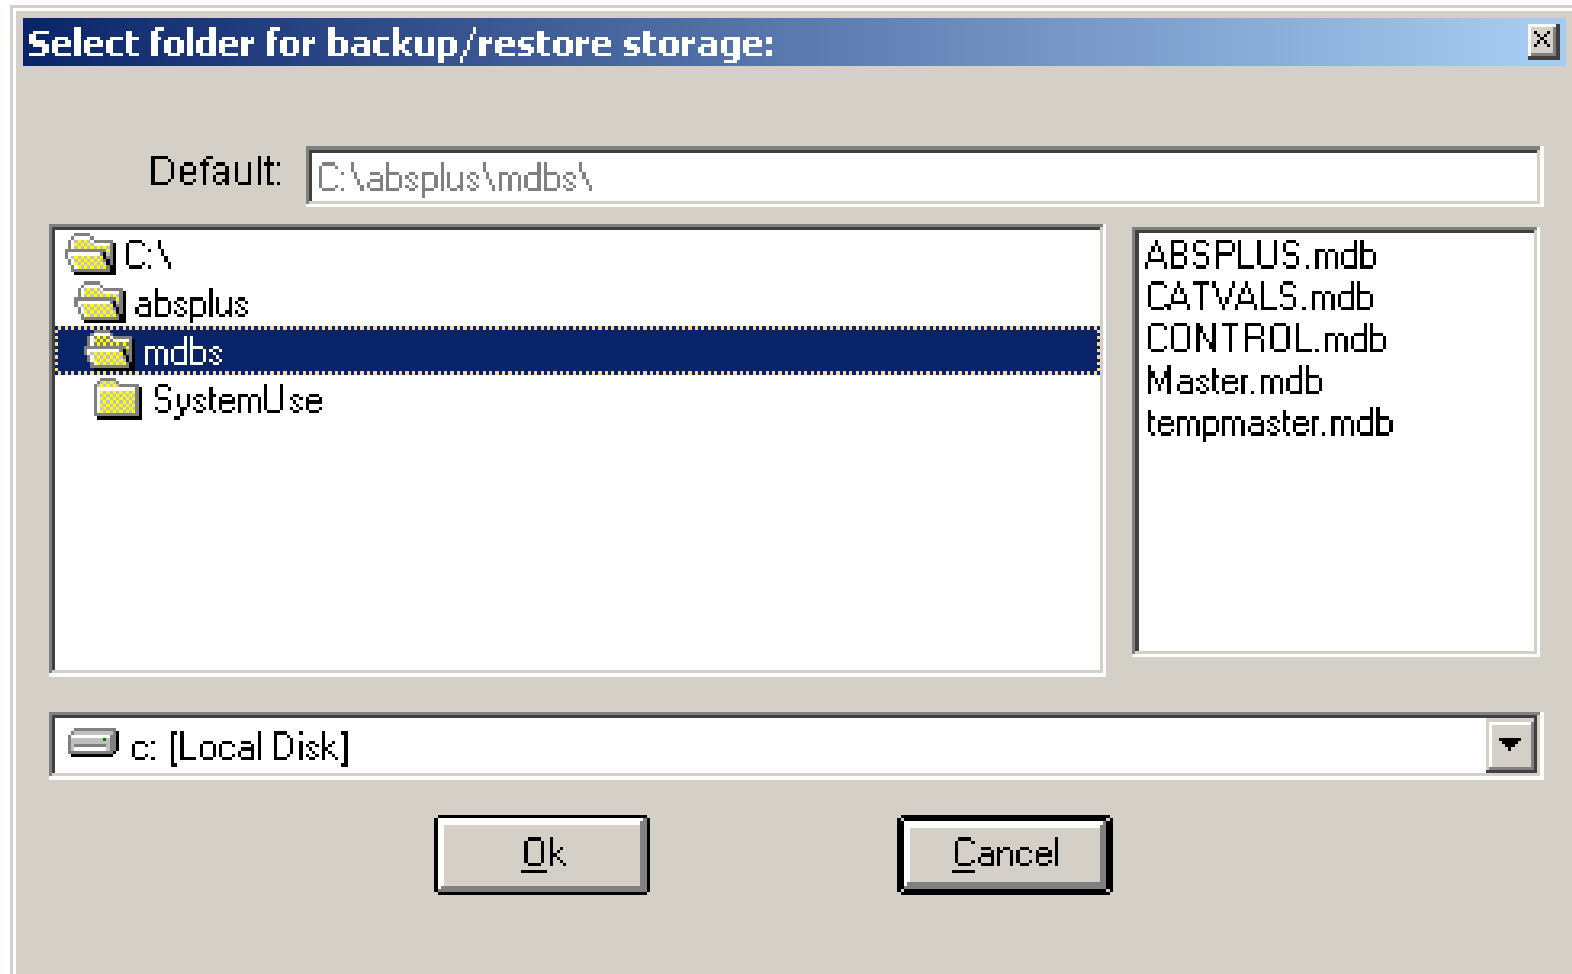 Select folder for backup/restore storage:
Default: C:\absplus\mdbs\
C:\
absplus
mdbs
SystemUse
ABSPLUS.mdb
CATVALS.mdb
CONTROL.mdb
Master.mdb
tempmaster.mdb
c: [Local Disk]
Ok Cancel